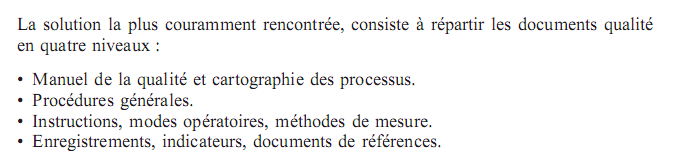 La solution la plus couramment rencontrée, consiste à répartir les documents qualité
en quatre niveaux :
• Manuel de la qualité et cartographie des processus.
• Procédures générales.
• Instructions, modes opératoires, méthodes de mesure.
• Enregistrements, indicateurs, documents de références.